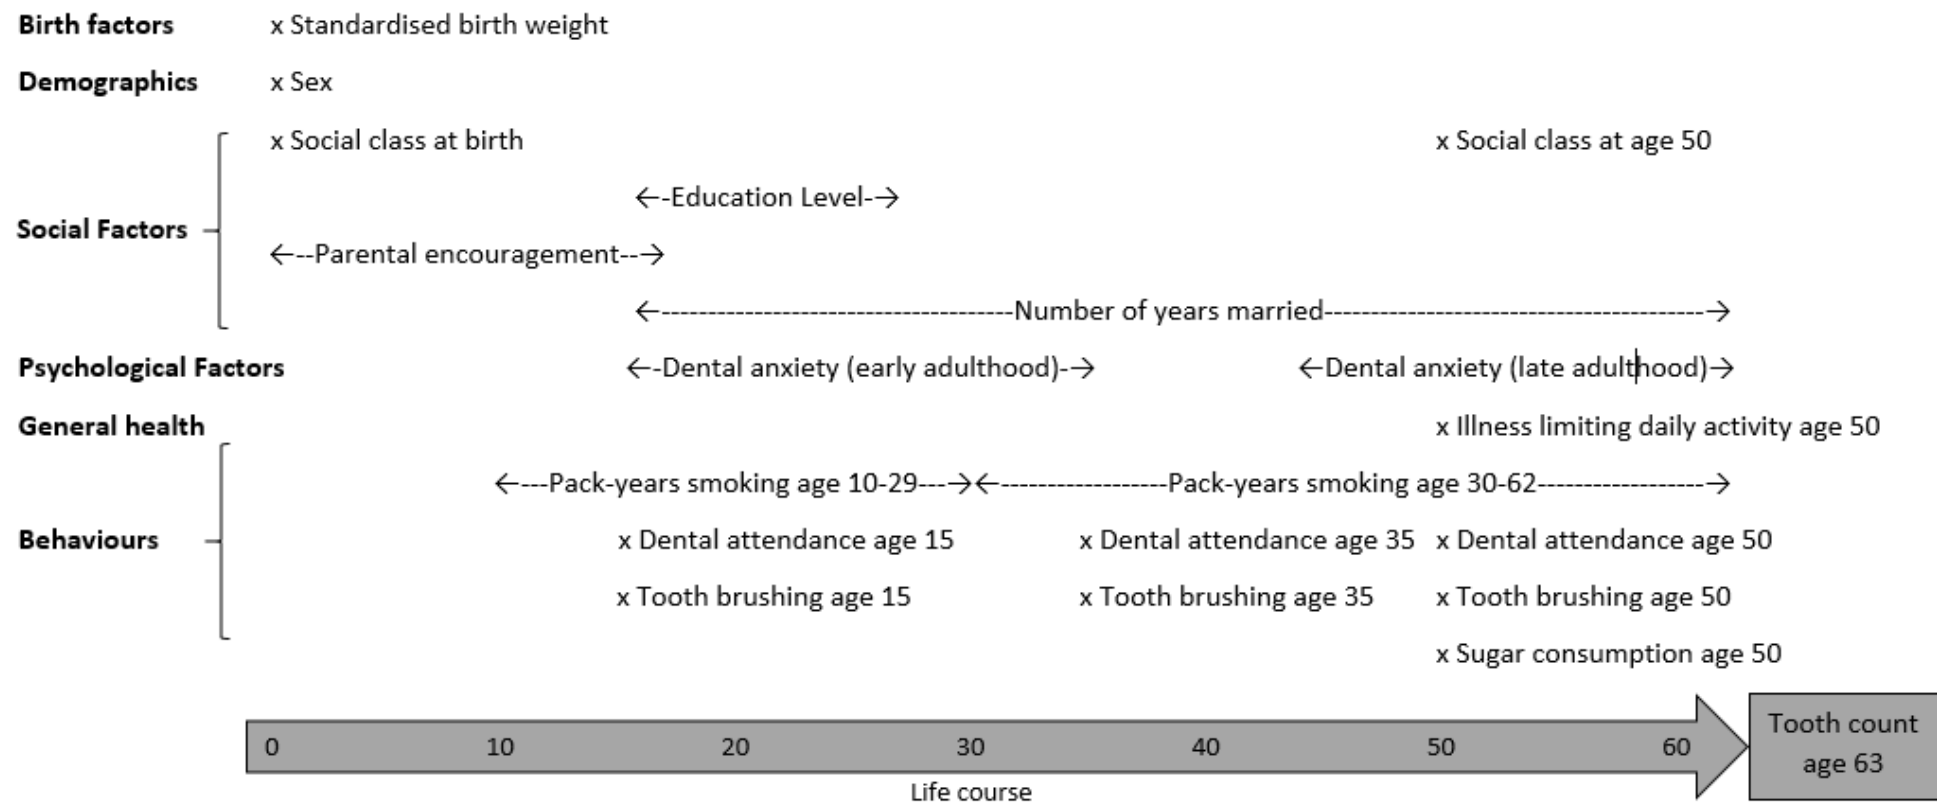 Birth factors x Standardised birth weight
Demographics x Sex
x Social class at birth x Social class at age 50
←-Education Level-→
Social Factors
←--Parental encouragement--→
←--------------------------------------Number of years married-----------------------------------------→
Psychological Factors ←-Dental anxiety (early adulthood)-→ ←Dental anxiety (late adulthood)→
General health x Illness limiting daily activity age 50
←---Pack-years smoking age 10-29---→←------------------Pack-years smoking age 30-62------------------→
Behaviours x Dental attendance age 15 x Dental attendance age 35 x Dental attendance age 50
x Tooth brushing age 15 x Tooth brushing age 35 x Tooth brushing age 50
x Sugar consumption age 50
0 10 20 30 40 50 60
Tooth count
age 63
Life course